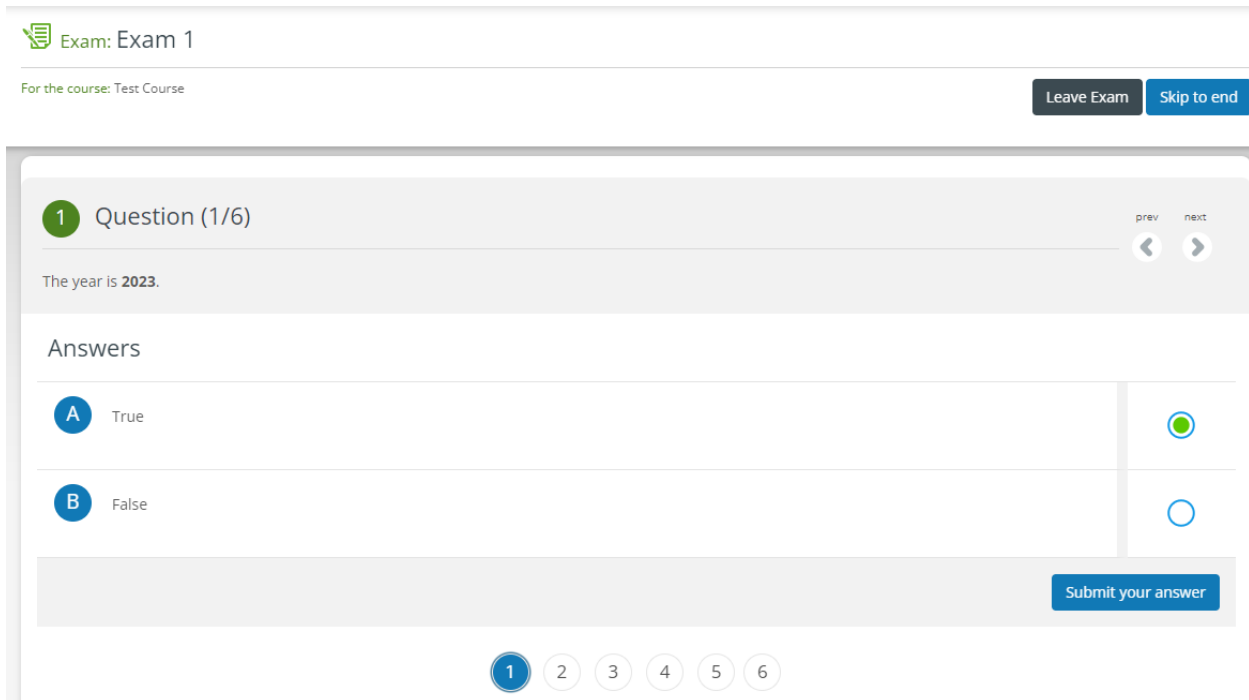 Exam: Exam 1
For the course: Test Course
Leave Exam
Skip to end
1 Question (1/6)
prev next
The year is 2023.
Answers
A True
B False
Submit your answer
1 2 3 4 5 6